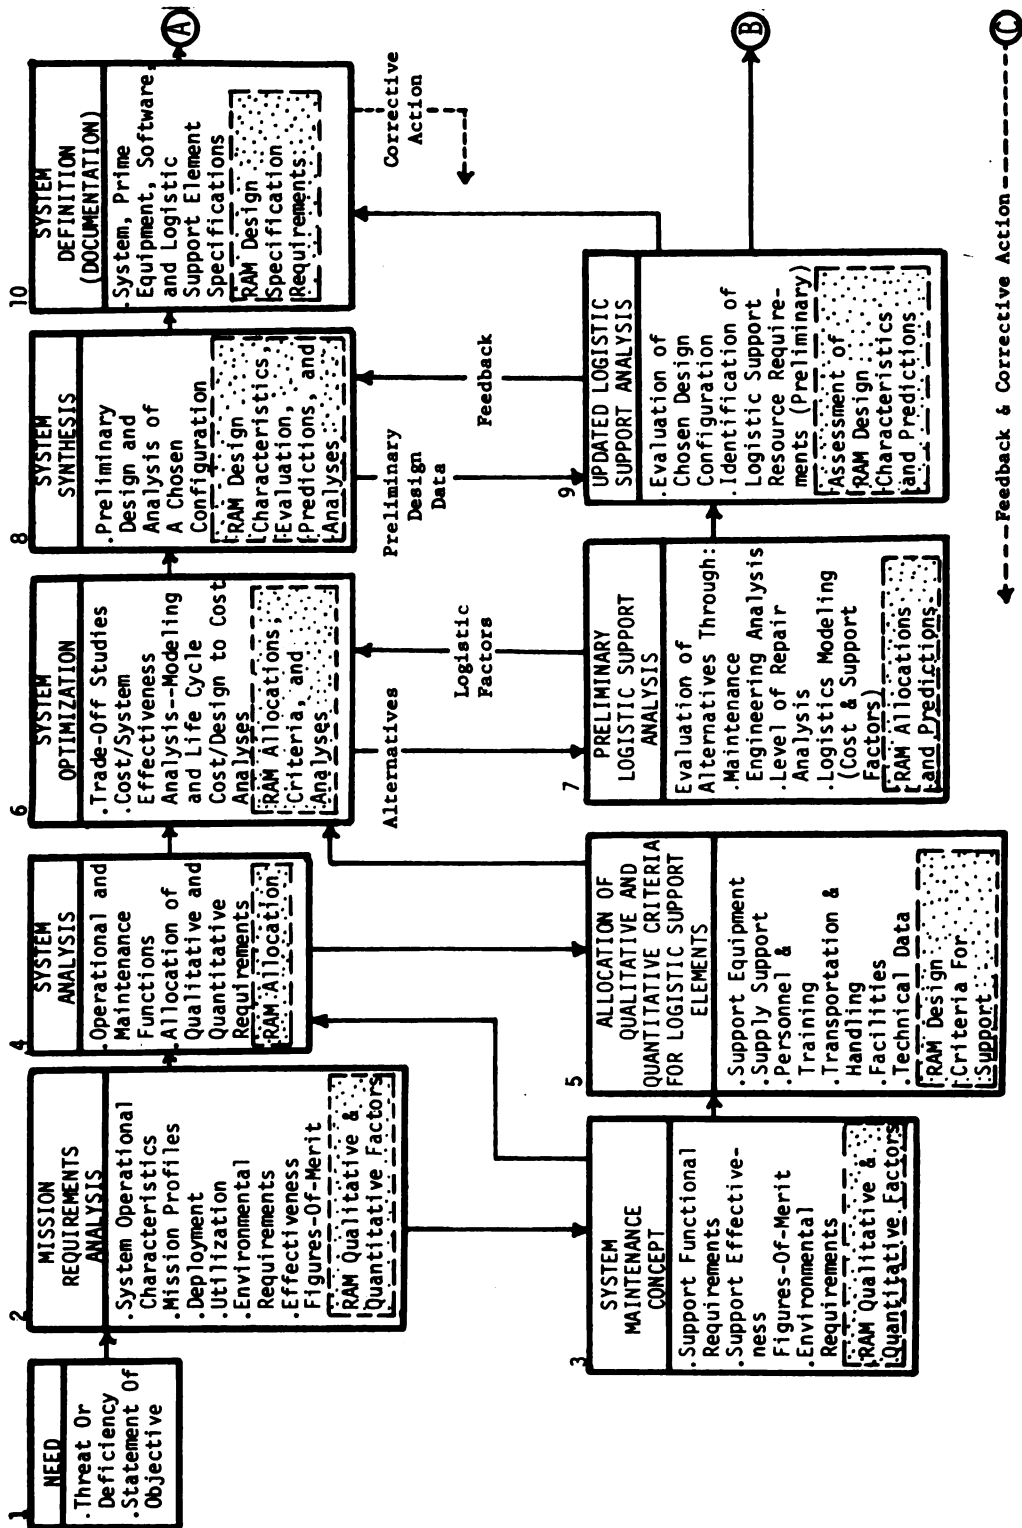 1
NEED
.Threat Or
Deficiency
.Statement Of
Objective
2
MISSION
REQUIREMENTS
ANALYSIS
.System Operational
Characteristics
.Mission Profiles
.Deployment
.Utilization
.Environmental
Requirements
.Effectiveness
Figures-Of-Merit
RAM Qualitative &
Quantitative Factors
3
SYSTEM
MAINTENANCE
CONCEPT
.Support Functional
Requirements
.Support Effective-
ness
Figures-Of-Merit
.Environmental
Requirements
RAM Qualitative &
Quantitative Factors
4
SYSTEM
ANALYSIS
.Operational and
Maintenance
Functions
.Allocation of
Qualitative and
Quantitative
Requirements
RAM Allocation
5
ALLOCATION OF
QUALITATIVE AND
QUANTITATIVE CRITERIA
FOR LOGISTIC SUPPORT
ELEMENTS
.Support Equipment
.Supply Support
.Personnel &
Training
.Transportation &
Handling
.Facilities
.Technical Data
RAM Design
Criteria For
Support
6
SYSTEM
OPTIMIZATION
.Trade-Off Studies
.Cost/System
Effectiveness
Analysis-Modeling
and Life Cycle
Cost/Design to Cost
Analyses
RAM Allocations,
Criteria, and
Analyses
Alternatives
Logistic
Factors
7
PRELIMINARY
LOGISTIC SUPPORT
ANALYSIS
Evaluation of
Alternatives Through:
.Maintenance
Engineering Analysis
.Level of Repair
Analysis
.Logistics Modeling
(Cost & Support
Factors)
RAM Allocations
and Predictions
8
SYSTEM
SYNTHESIS
.Preliminary
Design and
Analysis of
A Chosen
Configuration
RAM Design
Characteristics,
Evaluation,
Predictions, and
Analyses
Preliminary
Design
Data
Feedback
9
UPDATED LOGISTIC
SUPPORT ANALYSIS
.Evaluation of
Chosen Design
Configuration
.Identification of
Logistic Support
Resource Require-
ments (Preliminary)
Assessment of
RAM Design
Characteristics
and Predictions
10
SYSTEM
DEFINITION
(DOCUMENTATION)
.System, Prime
Equipment, Software,
and Logistic
Support Element
Specifications
RAM Design
Specification
Requirements
Corrective
Action
A
B
Feedback & Corrective Action
C